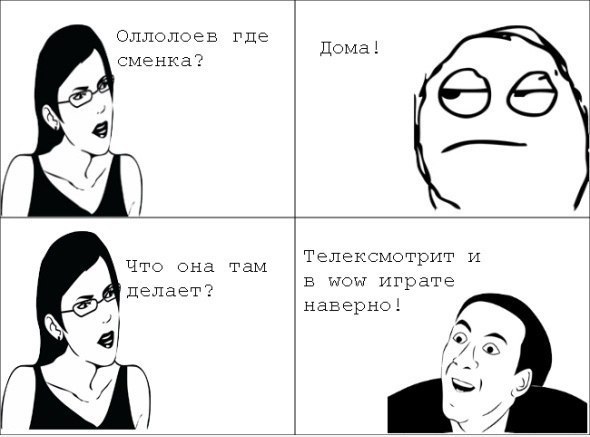 Оллолоев где
сменка?
Дома!
Что она там
делает?
Телексмотрит и
в wow играте
наверно!